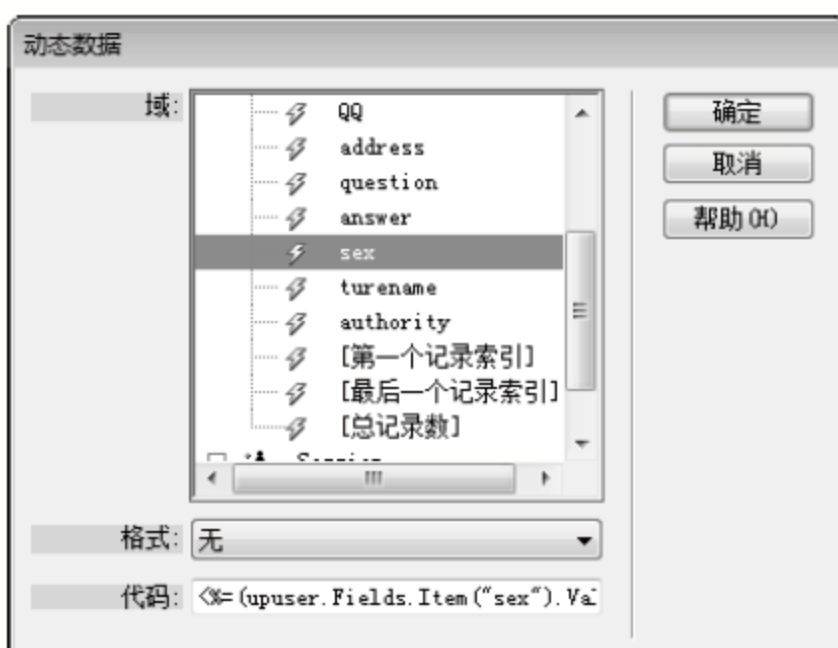 动态数据
域:
QQ
address
question
answer
sex
turename
authority
[第一个记录索引]
[最后一个记录索引]
[总记录数]
确定
取消
帮助(H)
格式: 无
代码: <%=(upuser.Fields.Item("sex").Va